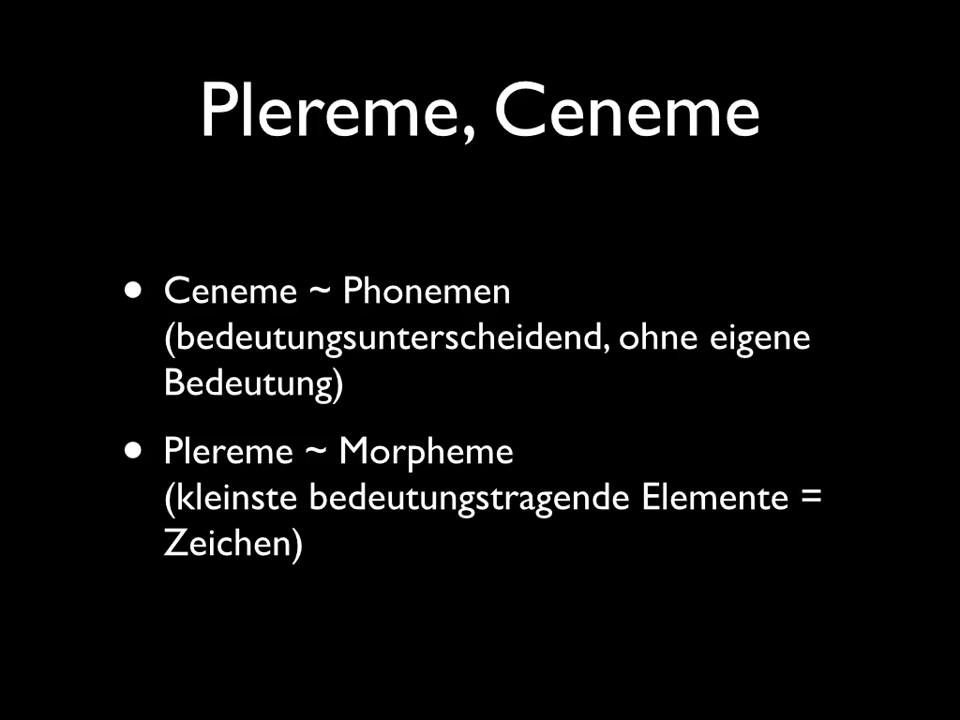 Plereme, Ceneme
• Ceneme ~ Phonemen
(bedeutungsunterscheidend, ohne eigene
Bedeutung)
• Plereme ~ Morpheme
(kleinste bedeutungstragende Elemente =
Zeichen)